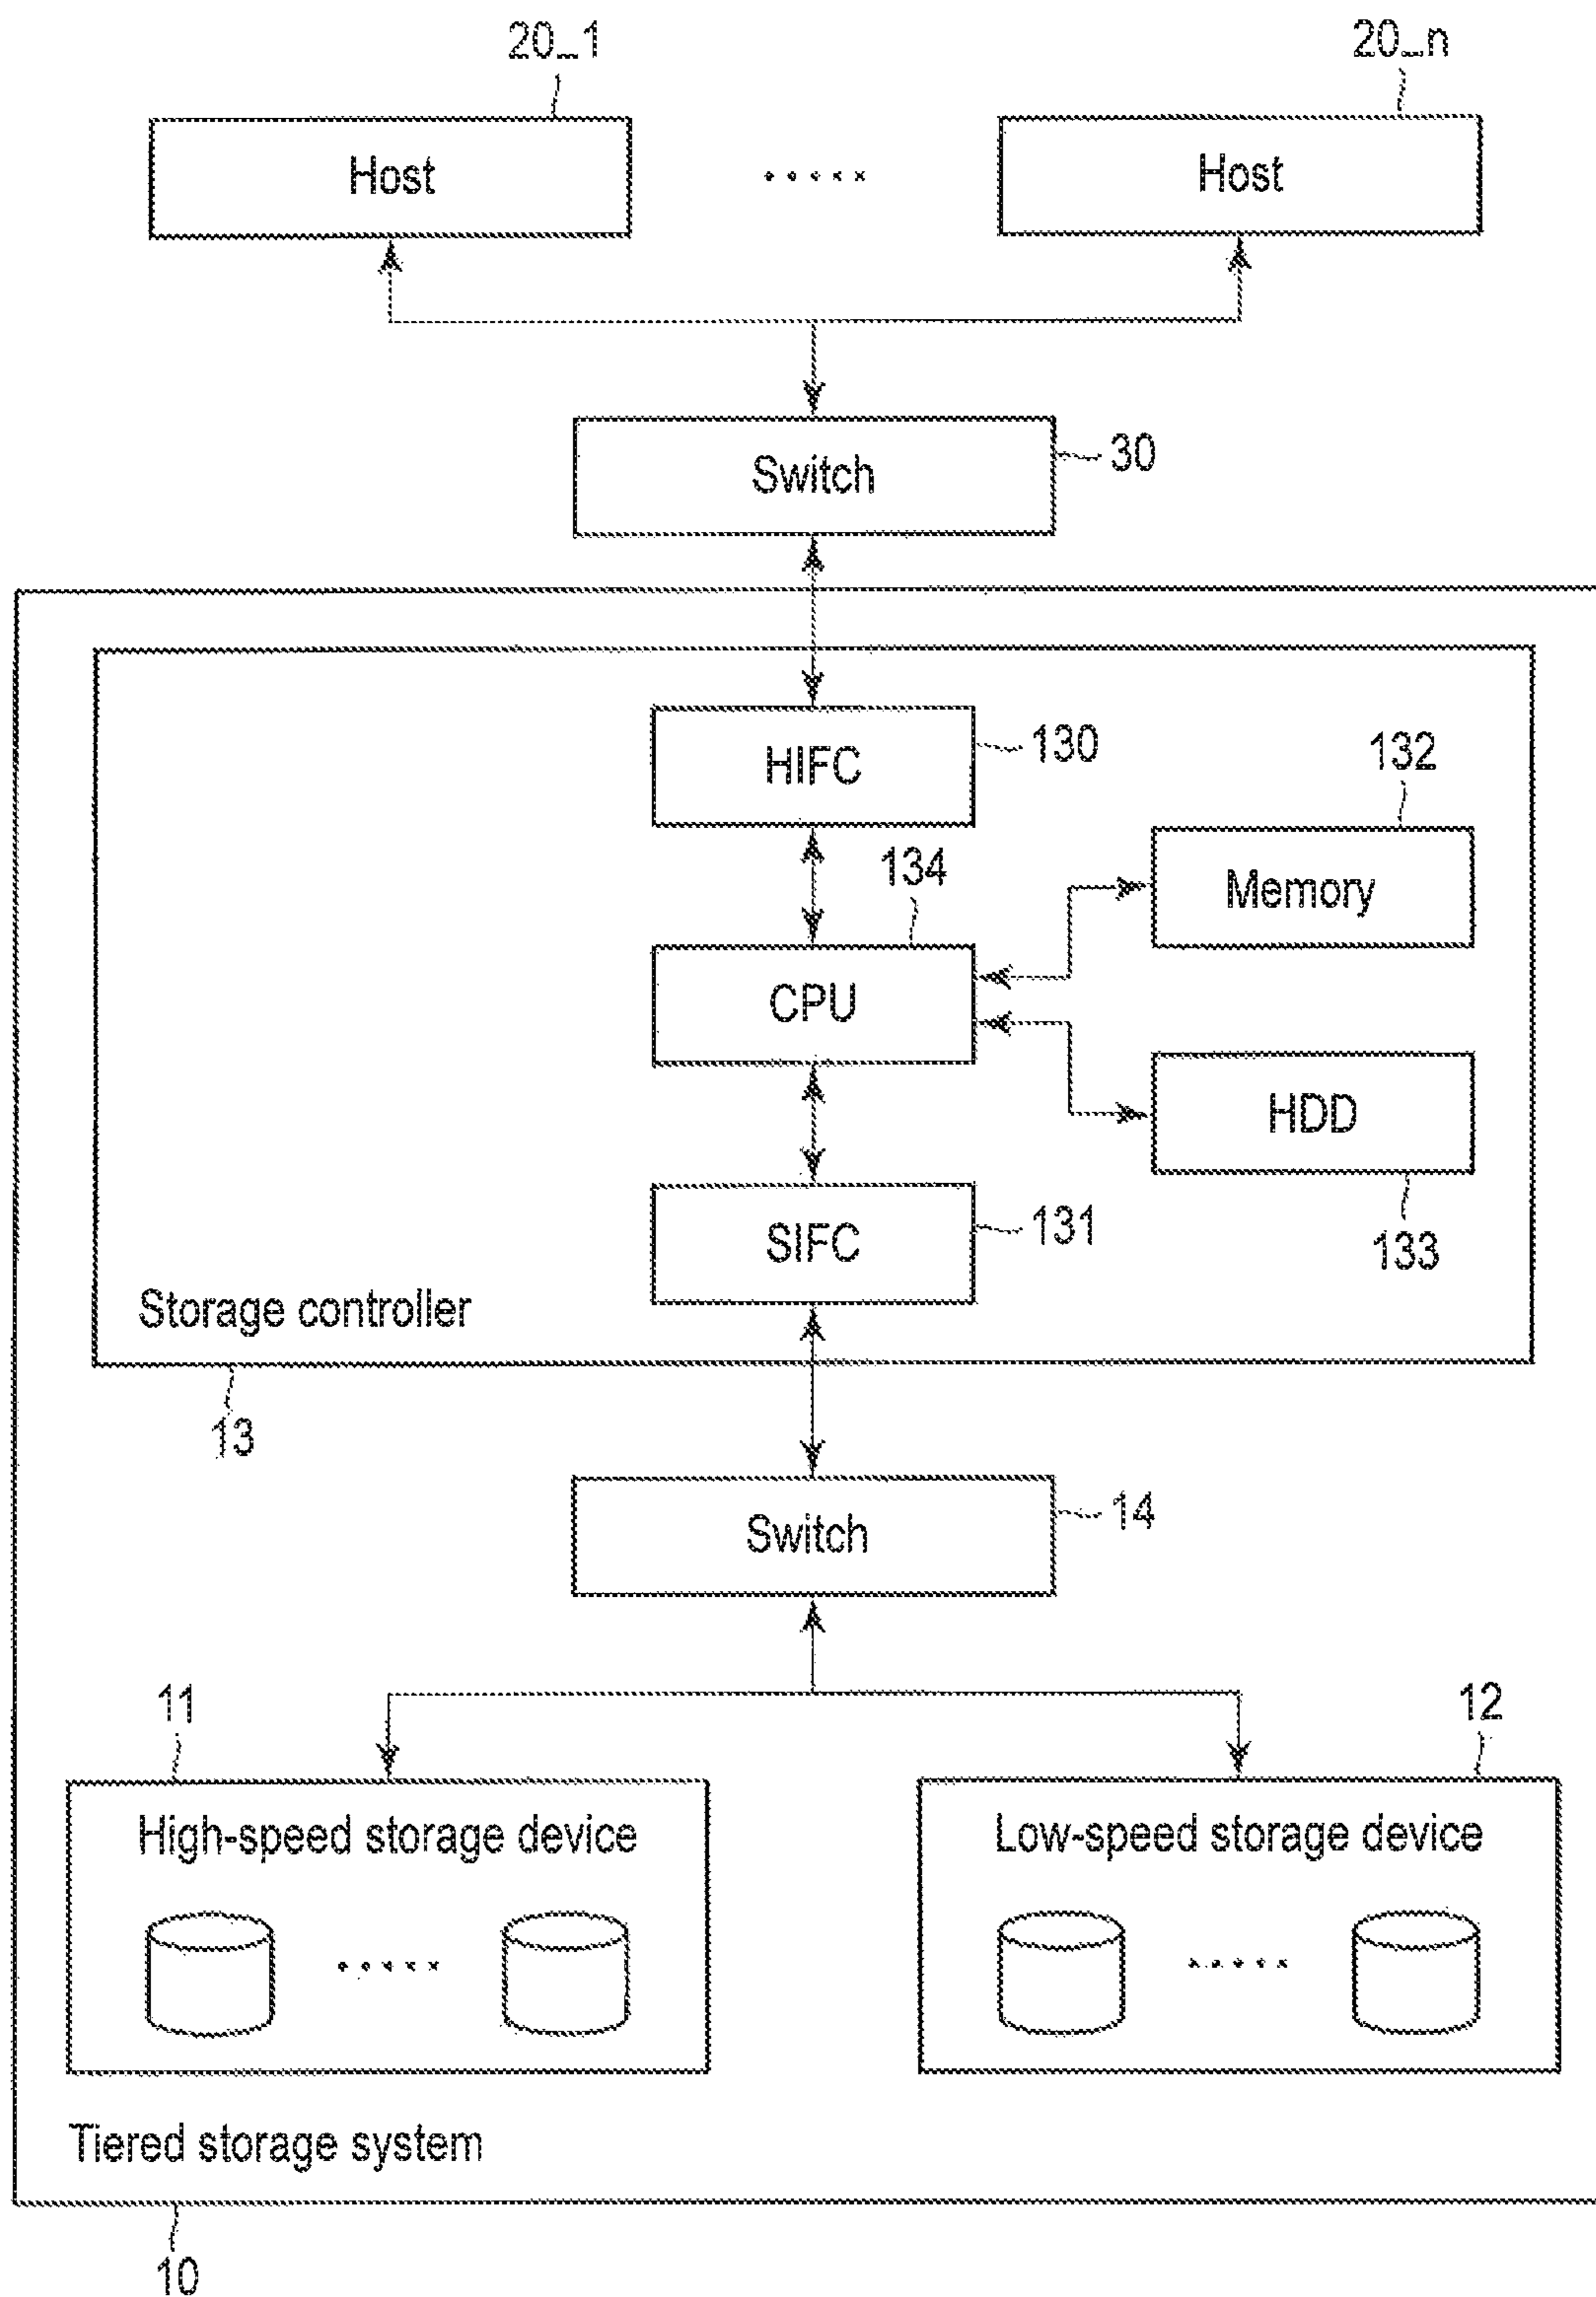 20_1
20_n
Host
.....
Host
Switch
30
HIFC
130
132
Memory
134
CPU
HDD
133
SIFC
131
Storage controller
13
Switch
14
11
12
High-speed storage device
Low-speed storage device
.....
.....
Tiered storage system
10